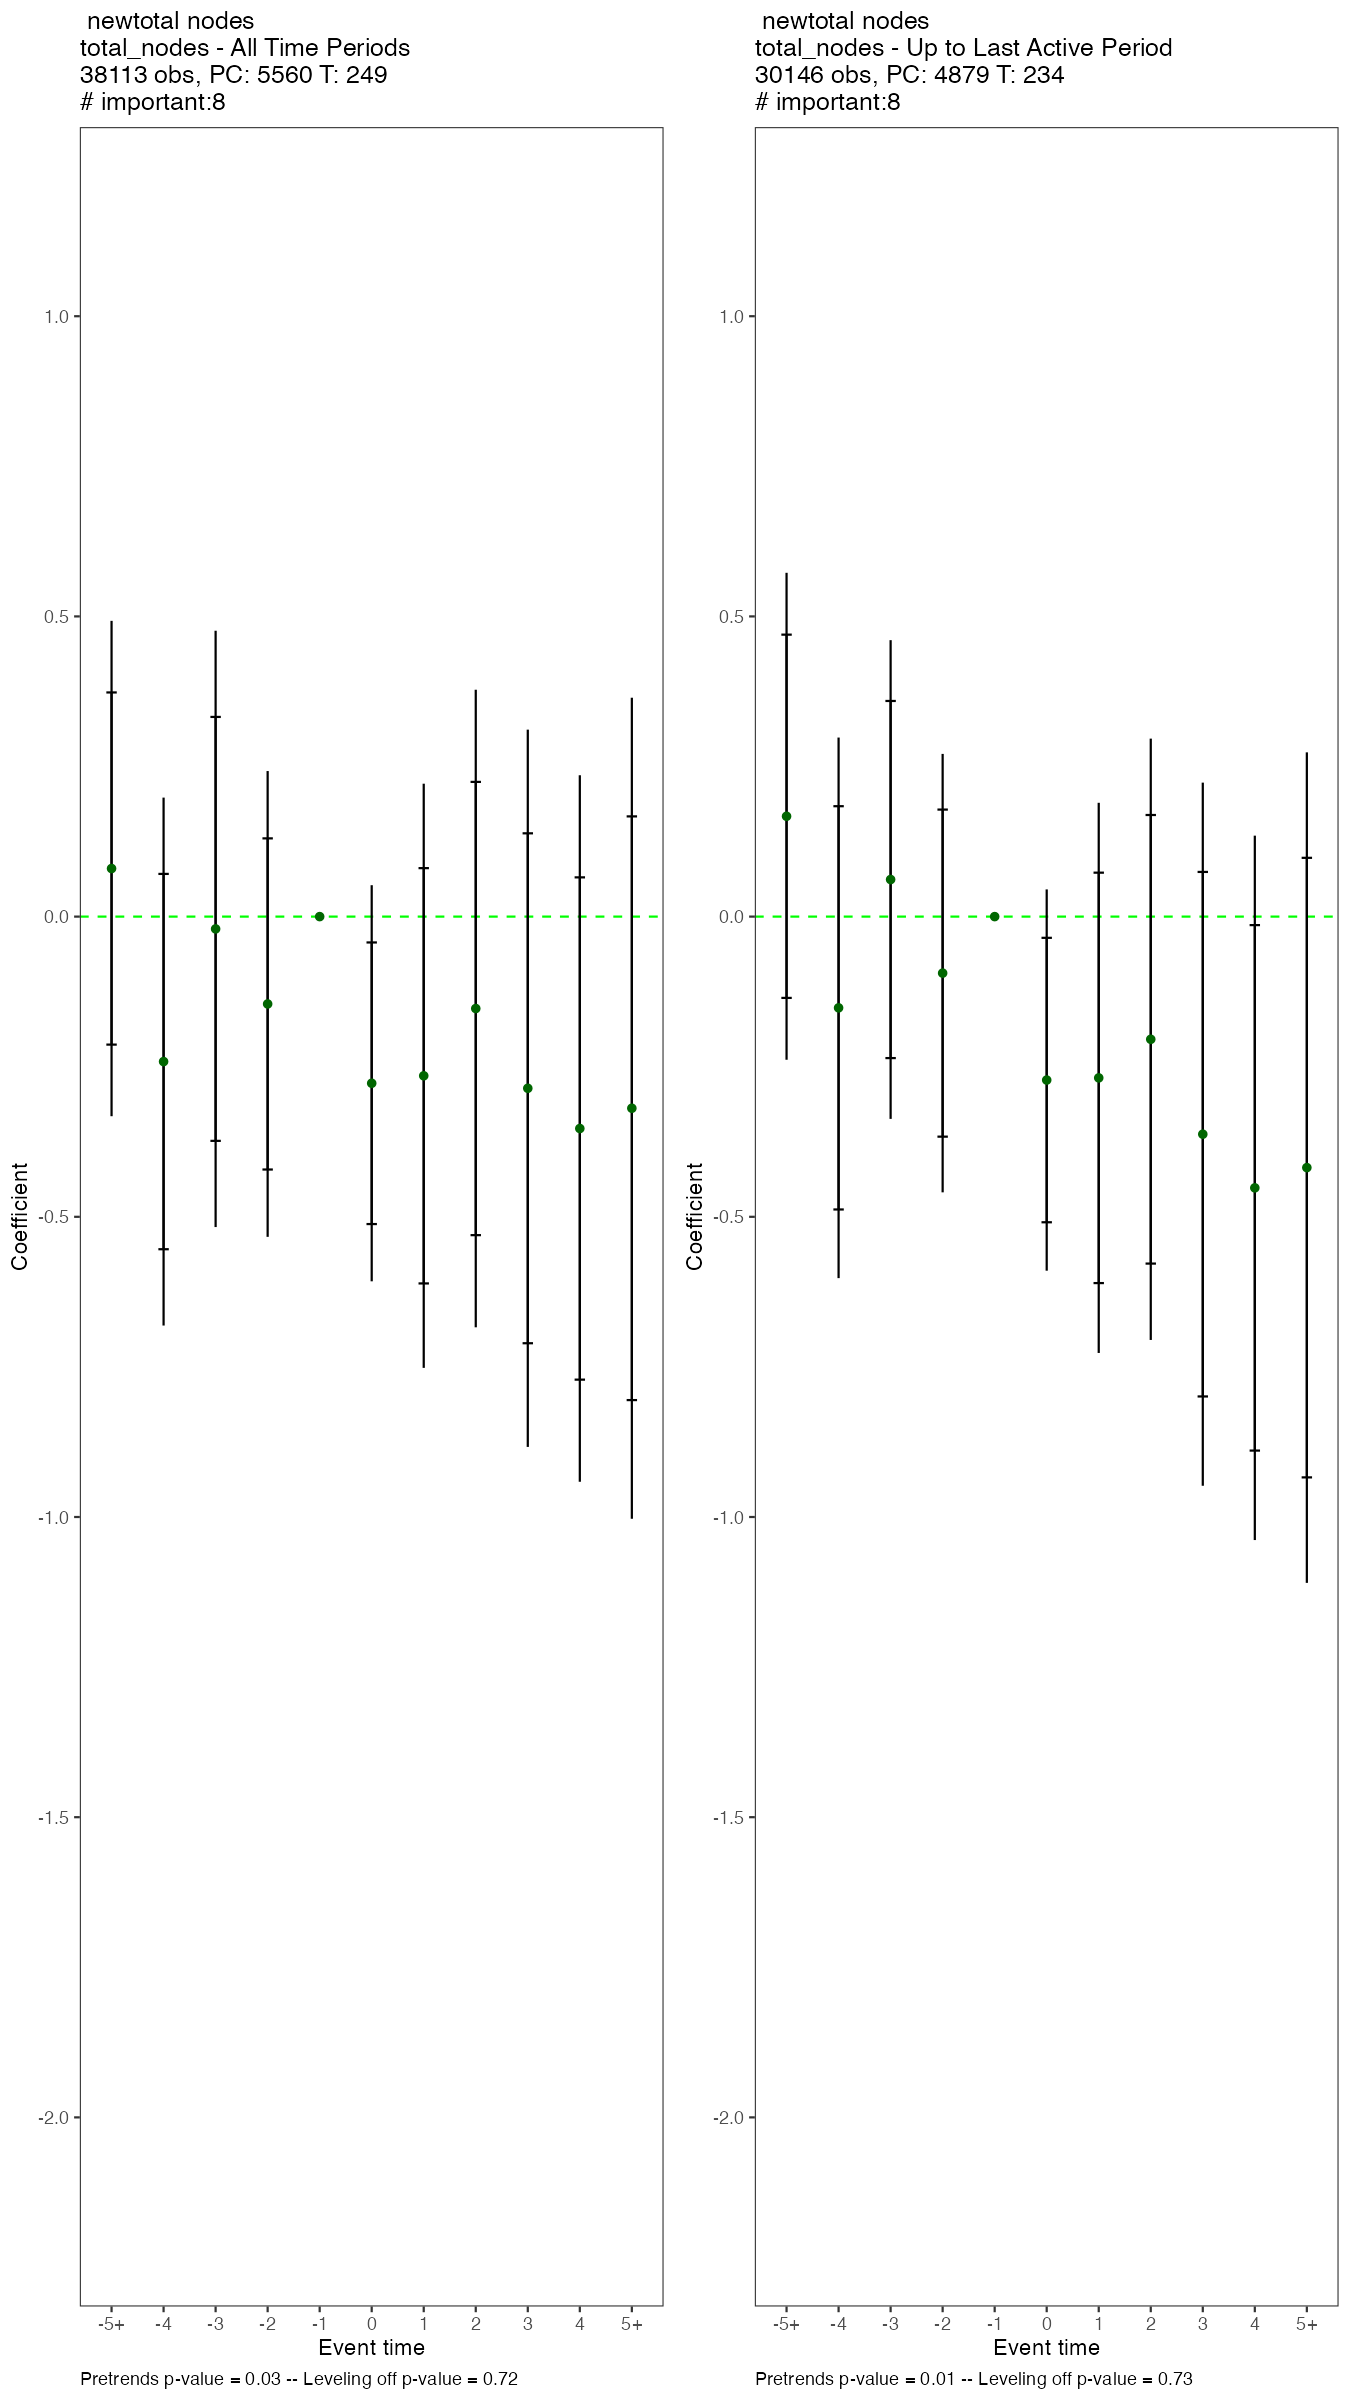 newtotal nodes
total_nodes - All Time Periods
38113 obs, PC: 5560 T: 249
# important:8
1.0
0.5
0.0
-0.5
-1.0
-1.5
-2.0
Coefficient
-5+ -4 -3 -2 -1 0 1 2 3 4 5+
Event time
Pretrends p-value = 0.03 -- Leveling off p-value = 0.72
newtotal nodes
total_nodes - Up to Last Active Period
30146 obs, PC: 4879 T: 234
# important:8
1.0
0.5
0.0
-0.5
-1.0
-1.5
-2.0
Coefficient
-5+ -4 -3 -2 -1 0 1 2 3 4 5+
Event time
Pretrends p-value = 0.01 -- Leveling off p-value = 0.73